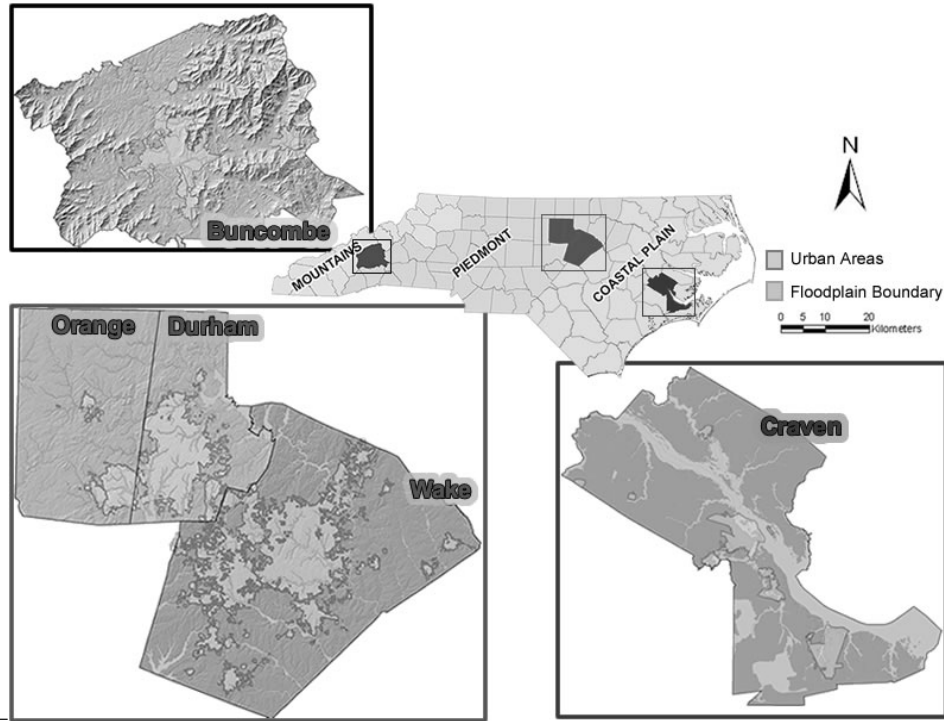 Buncombe
MOUNTAINS
PIEDMONT
COASTAL PLAIN
N
Urban Areas
Floodplain Boundary
0 5 10 20
Kilometers
Orange
Durham
Wake
Craven